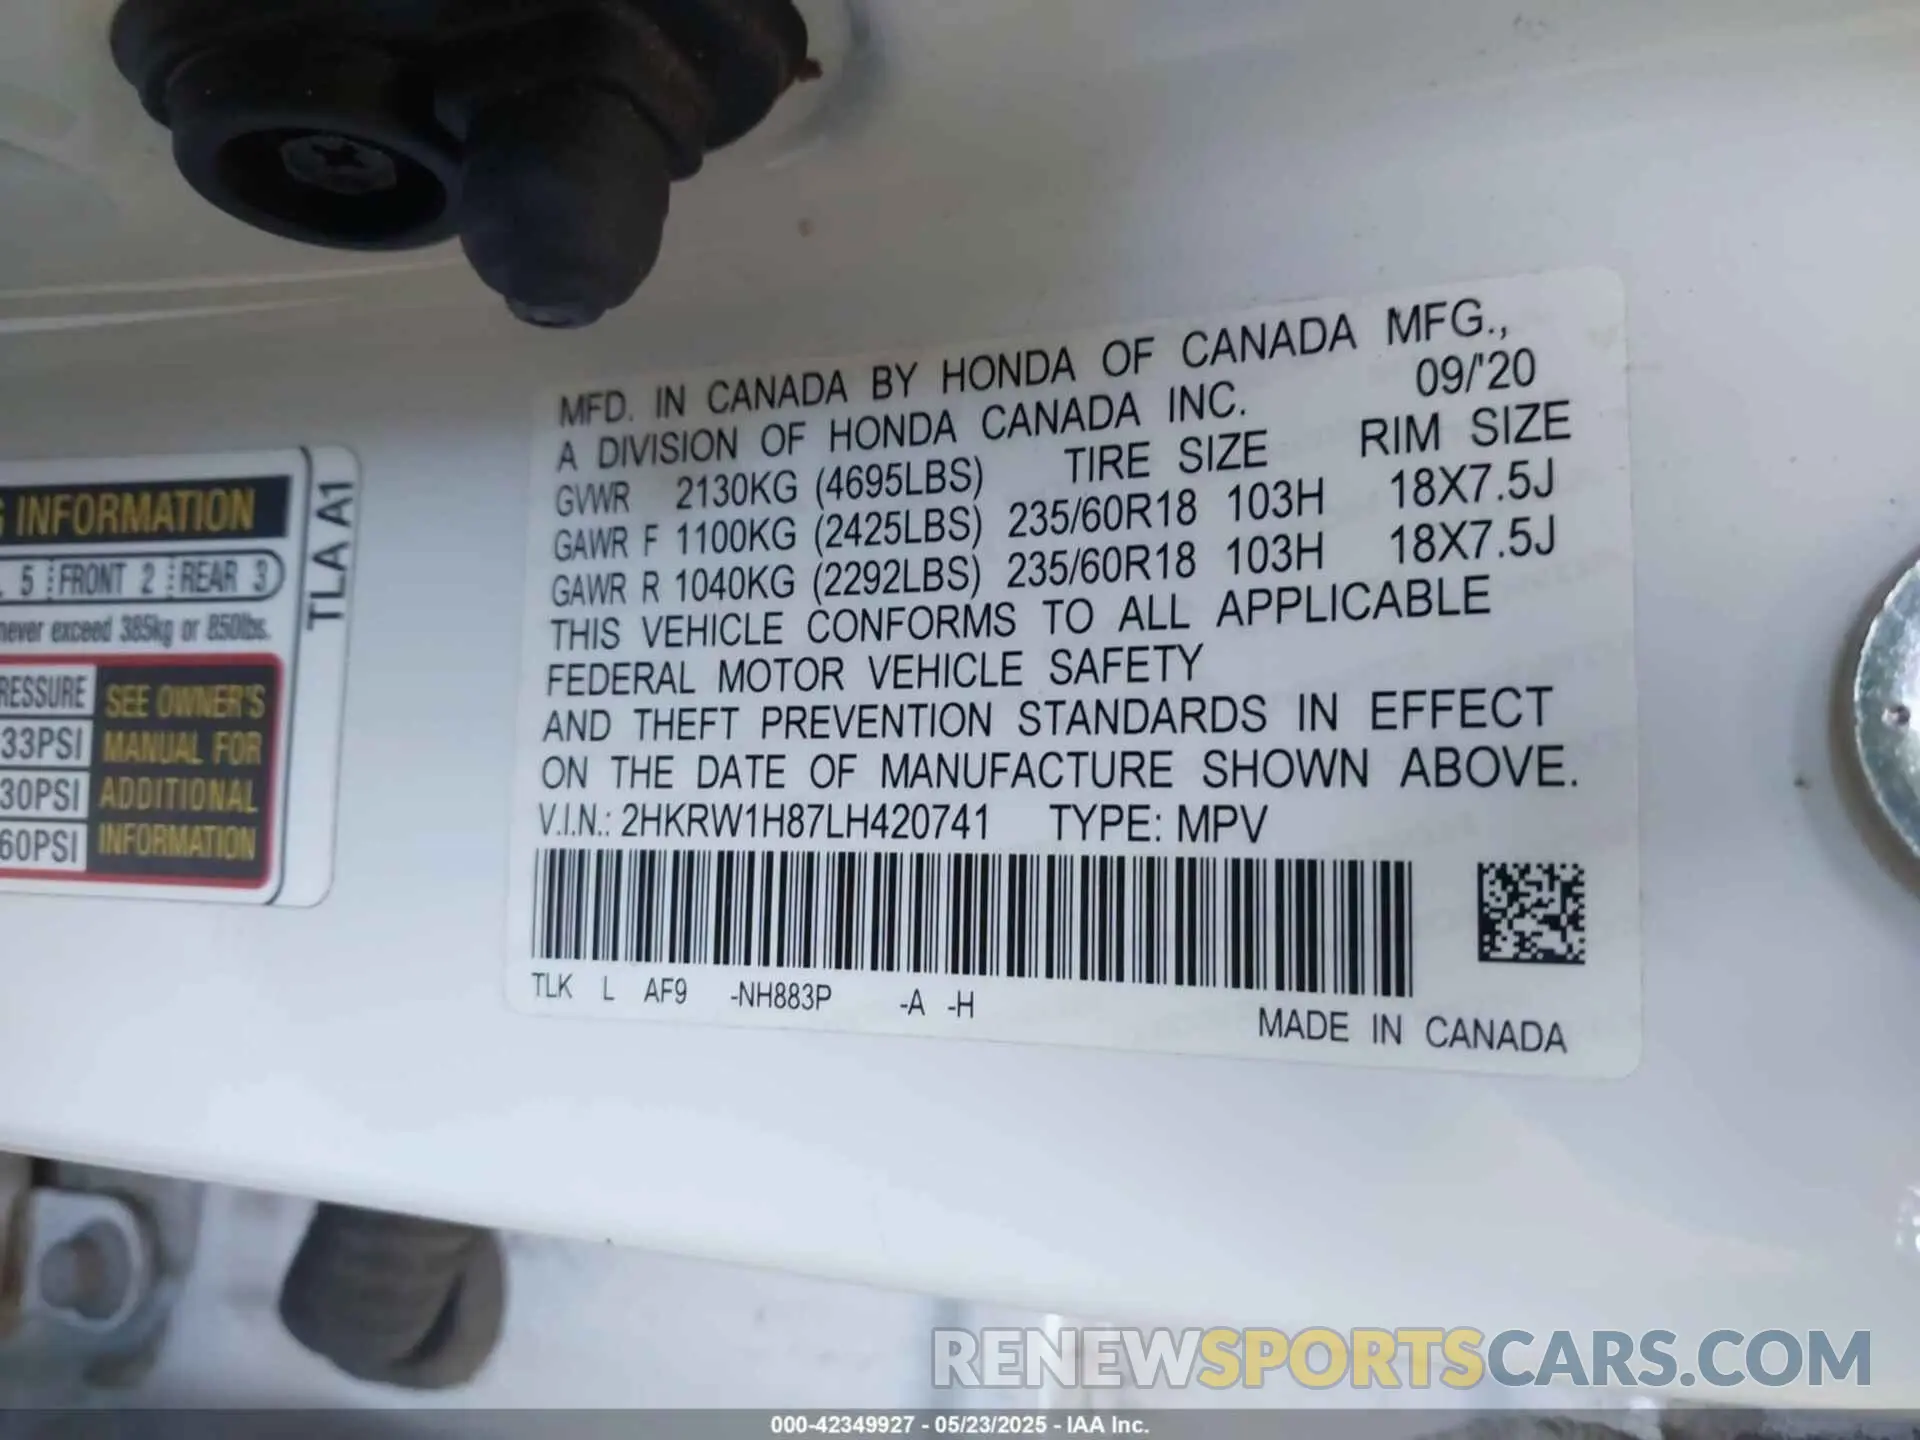 MFD. IN CANADA BY HONDA OF CANADA MFG.,
A DIVISION OF HONDA CANADA INC. 09/'20
GVWR 2130KG (4695LBS) TIRE SIZE RIM SIZE
GAWR F 1100KG (2425LBS) 235/60R18 103H 18X7.5J
GAWR R 1040KG (2292LBS) 235/60R18 103H 18X7.5J
THIS VEHICLE CONFORMS TO ALL APPLICABLE
FEDERAL MOTOR VEHICLE SAFETY
AND THEFT PREVENTION STANDARDS IN EFFECT
ON THE DATE OF MANUFACTURE SHOWN ABOVE.
V.I.N.: 2HKRW1H87LH420741 TYPE: MPV
TLK L AF9 -NH883P -A -H
MADE IN CANADA
INFORMATION
5 FRONT 2 REAR 3
never exceed 385kg or 850lbs.
33PSI
30PSI
60PSI
SEE OWNER'S
MANUAL FOR
ADDITIONAL
INFORMATION
TLA A1
RENEWSPORTSCARS.COM
000-42349927 - 05/23/2025 - IAA Inc.